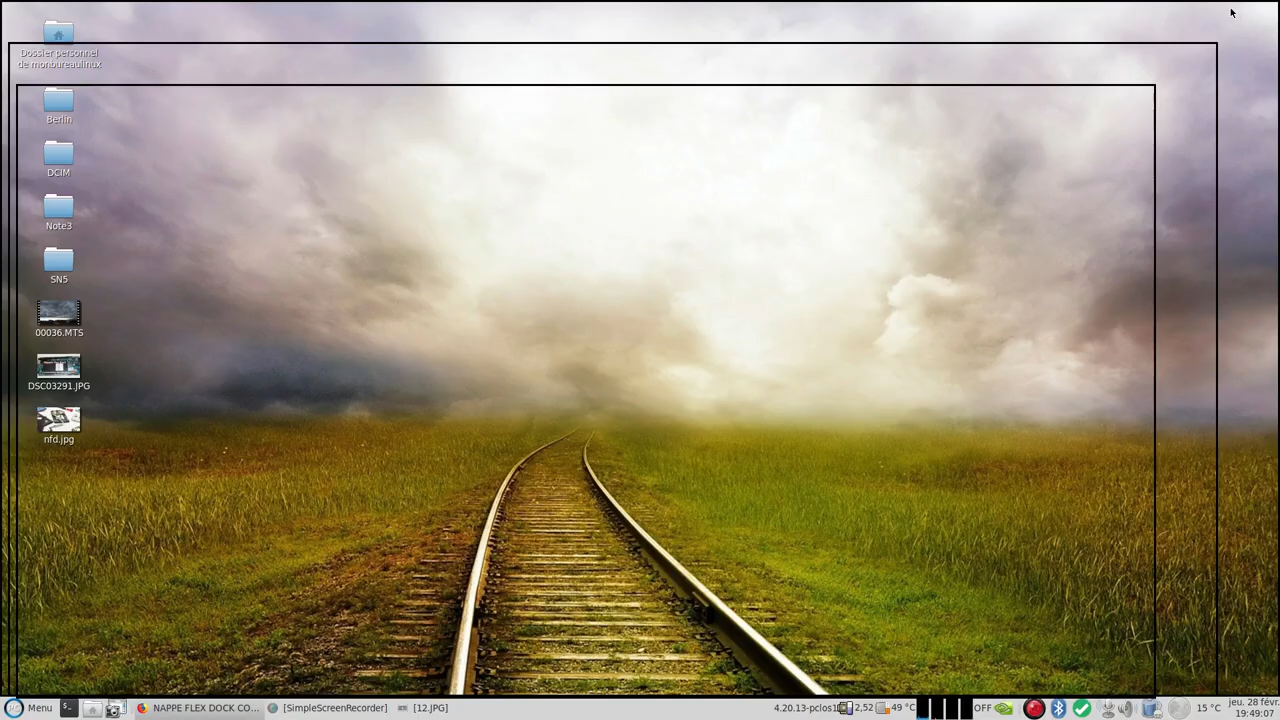 Dossier personnel
de monbureaulinux
Berlin
DCIM
Note3
SN5
00036.MTS
DSC03291.JPG
nfd.jpg
Menu
NAPPE FLEX DOCK CO...
[SimpleScreenRecorder]
[12.JPG]
4.20.13-pclos1
2,52
49 °C
OFF
15 °C
jeu. 28 févr.
19:49:07